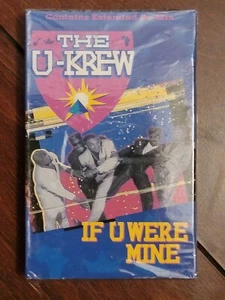 Contains Extended Remix
THE
U-KREW
IF U WERE
MINE